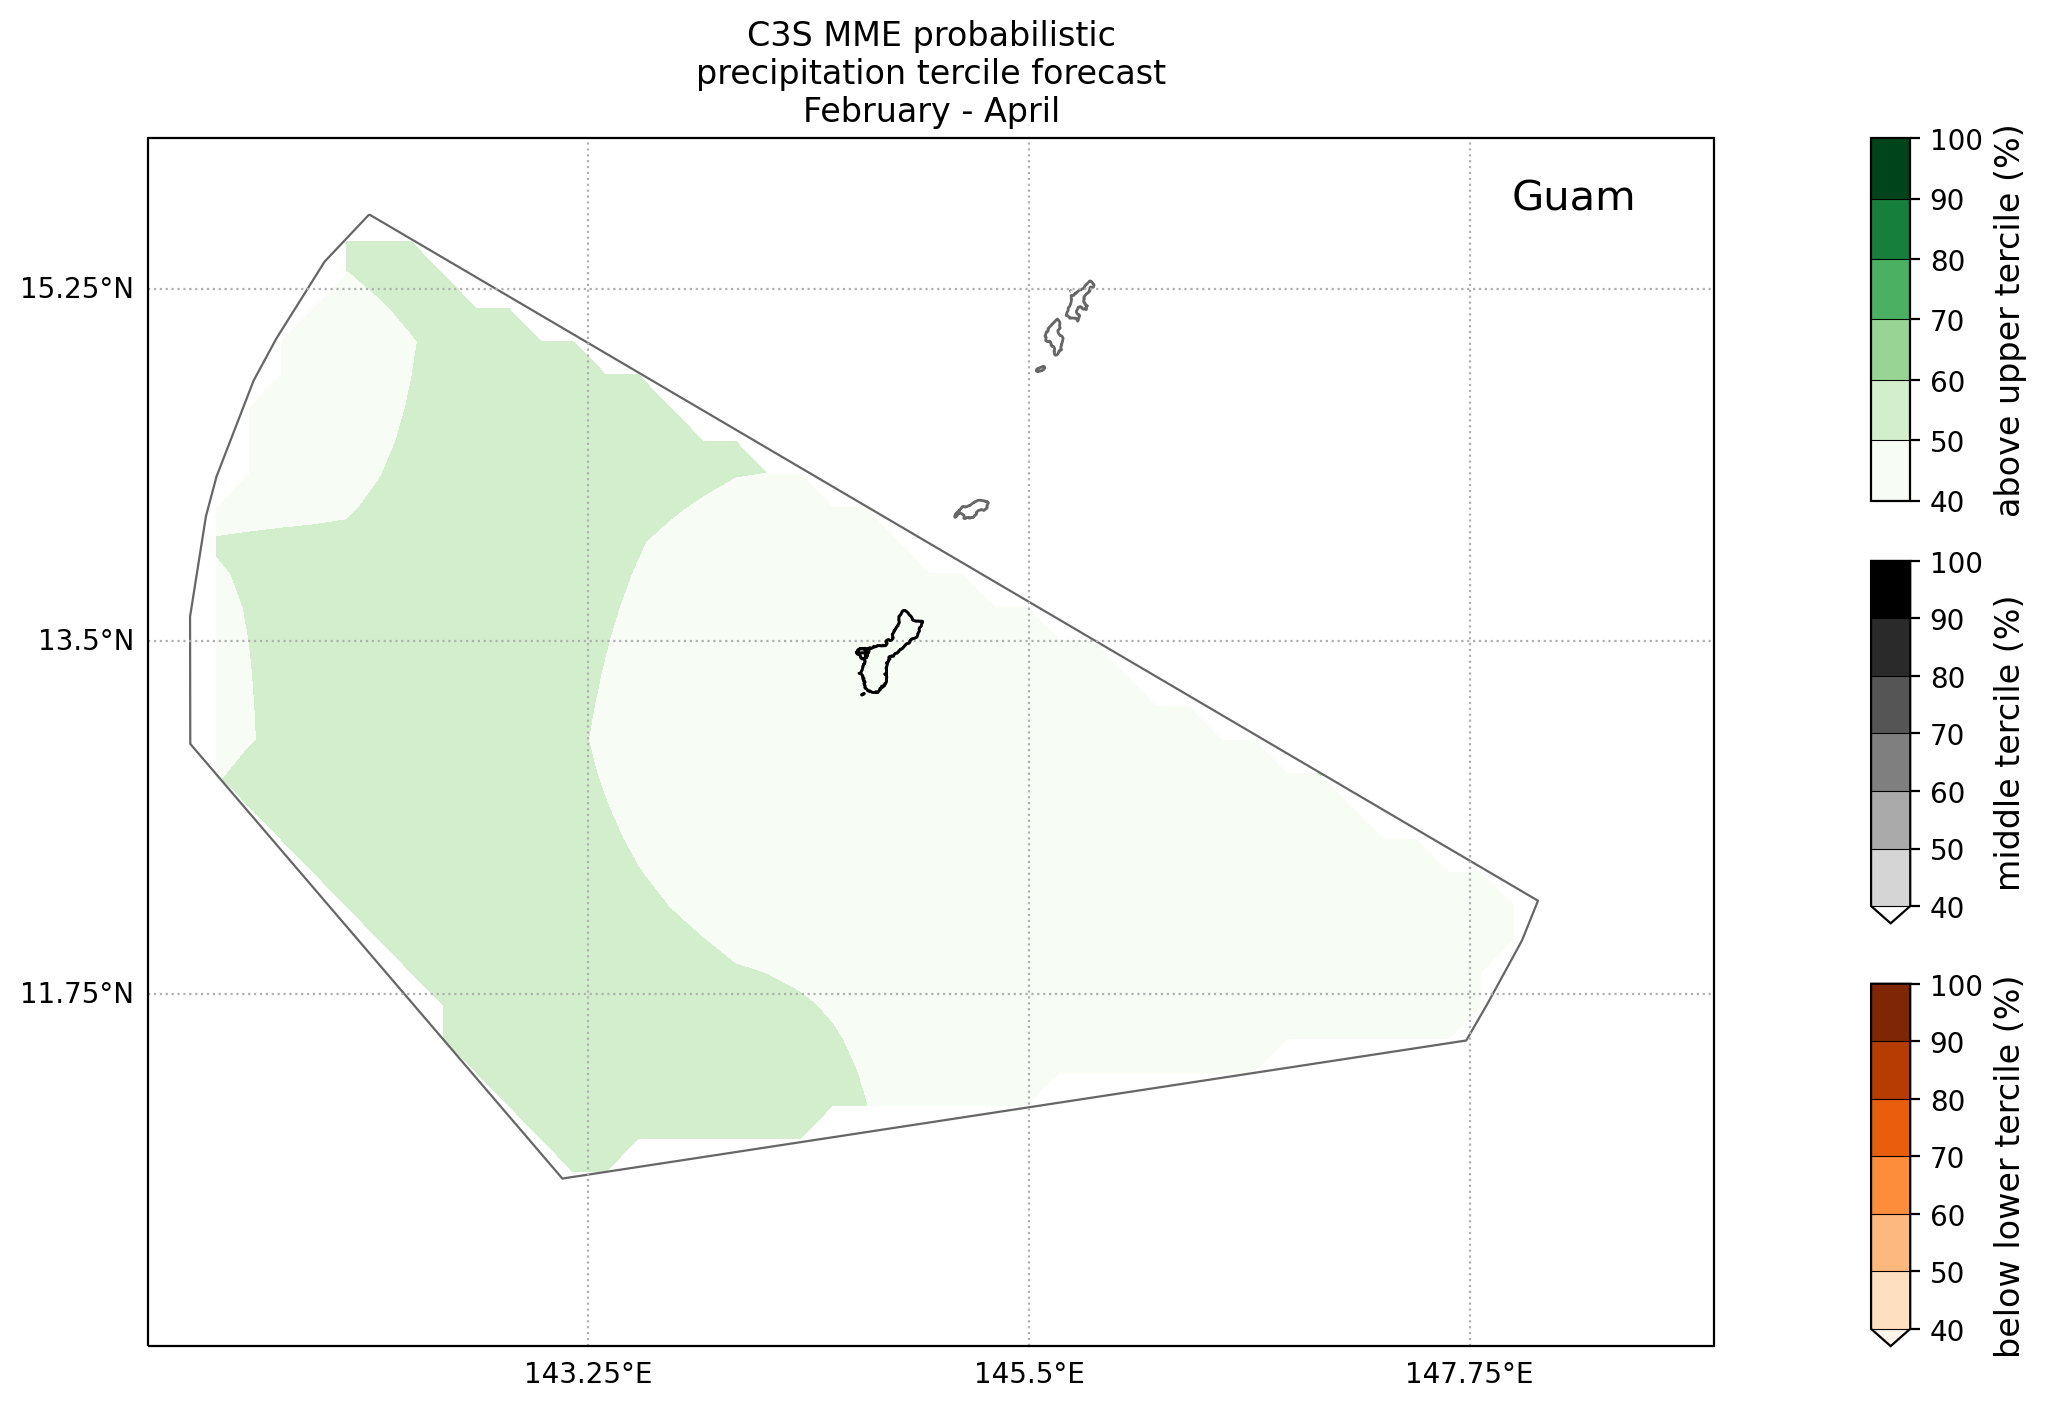 C3S MME probabilistic
precipitation tercile forecast
February - April
Guam
15.25°N
13.5°N
11.75°N
143.25°E
145.5°E
147.75°E
100
90
80
70
60
50
40
above upper tercile (%)
100
90
80
70
60
50
40
middle tercile (%)
100
90
80
70
60
50
40
below lower tercile (%)